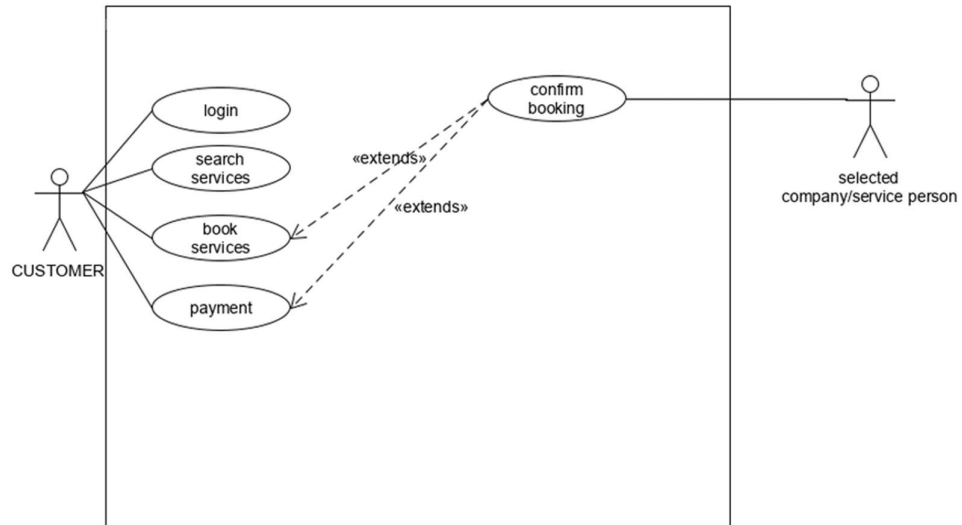 login
confirm
booking
search
services
«extends»
selected
company/service person
«extends»
book
services
CUSTOMER
payment